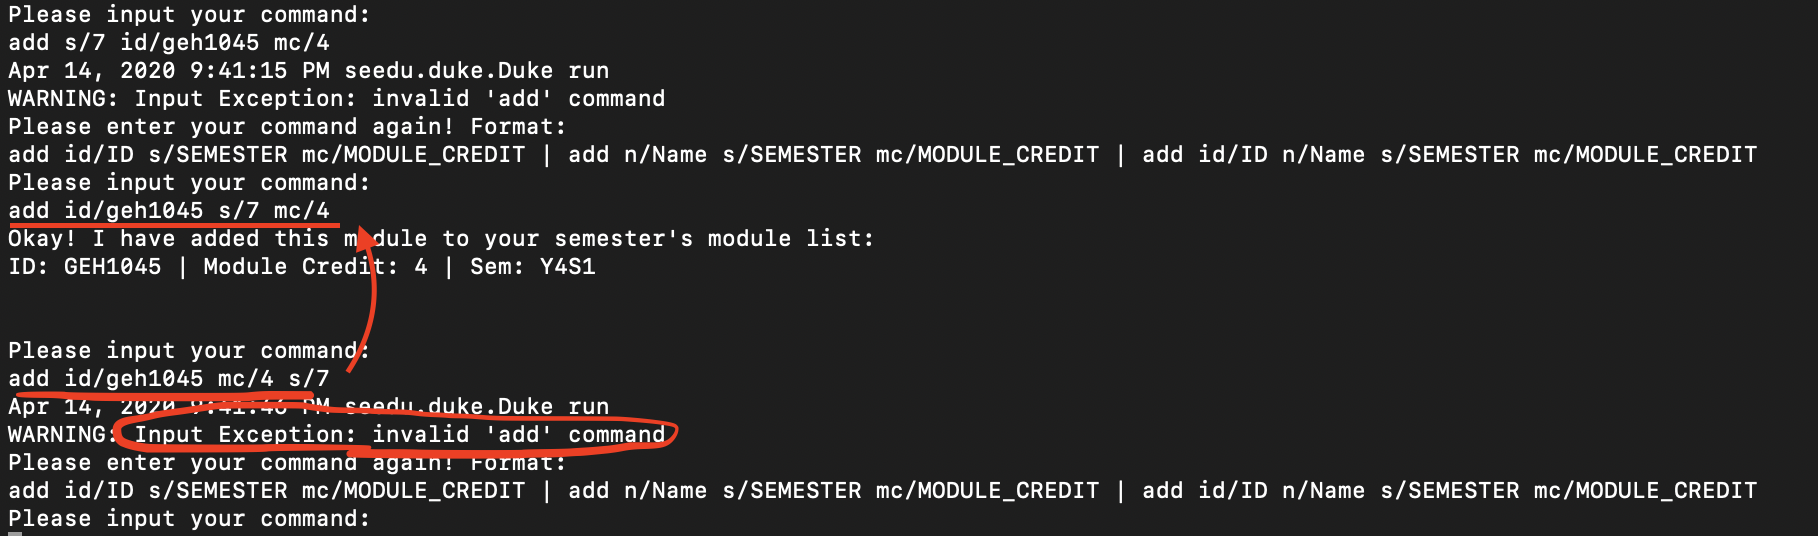 Please input your command:
add s/7 id/geh1045 mc/4
Apr 14, 2020 9:41:15 PM seedu.duke.Duke run
WARNING: Input Exception: invalid 'add' command
Please enter your command again! Format:
add id/ID s/SEMESTER mc/MODULE_CREDIT | add n/Name s/SEMESTER mc/MODULE_CREDIT | add id/ID n/Name s/SEMESTER mc/MODULE_CREDIT
Please input your command:
add id/geh1045 s/7 mc/4
Okay! I have added this module to your semester's module list:
ID: GEH1045 | Module Credit: 4 | Sem: Y4S1
Please input your command:
add id/geh1045 mc/4 s/7
Apr 14, 2020 9:41:46 PM seedu.duke.Duke run
WARNING: Input Exception: invalid 'add' command
Please enter your command again! Format:
add id/ID s/SEMESTER mc/MODULE_CREDIT | add n/Name s/SEMESTER mc/MODULE_CREDIT | add id/ID n/Name s/SEMESTER mc/MODULE_CREDIT
Please input your command: